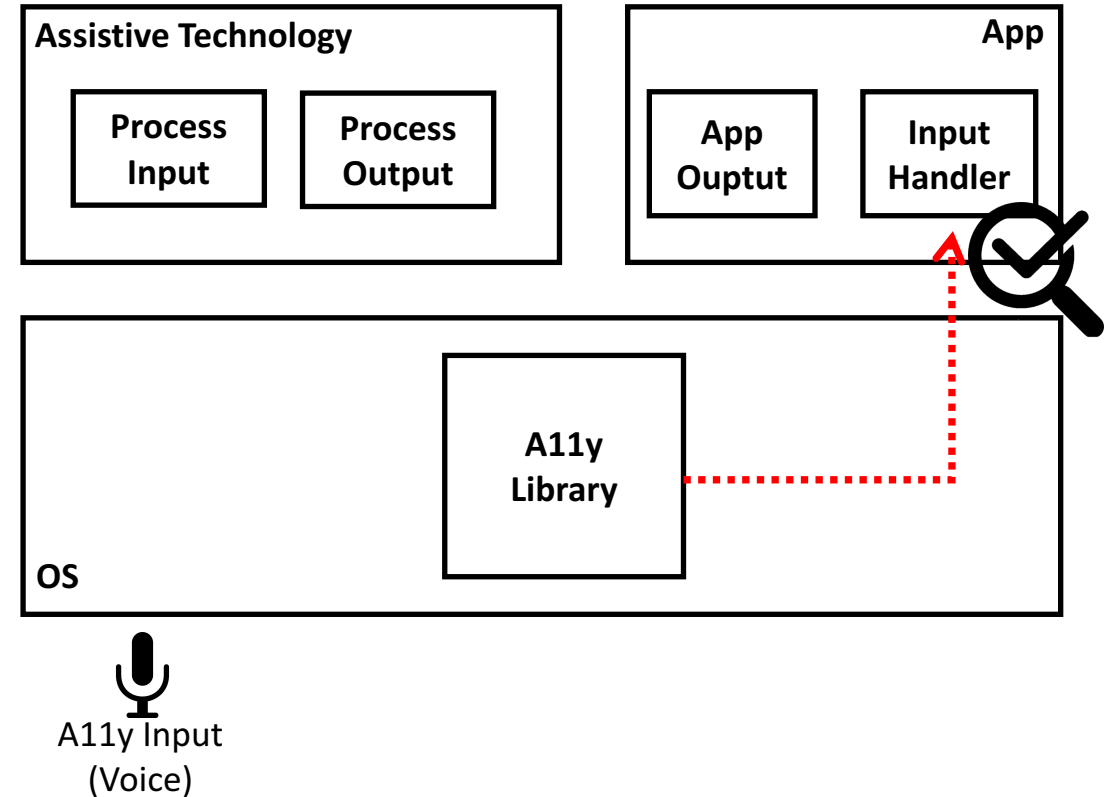 Assistive Technology
Process
Input
Process
Output
App
App
Ouptut
Input
Handler
A11y
Library
OS
A11y Input
(Voice)